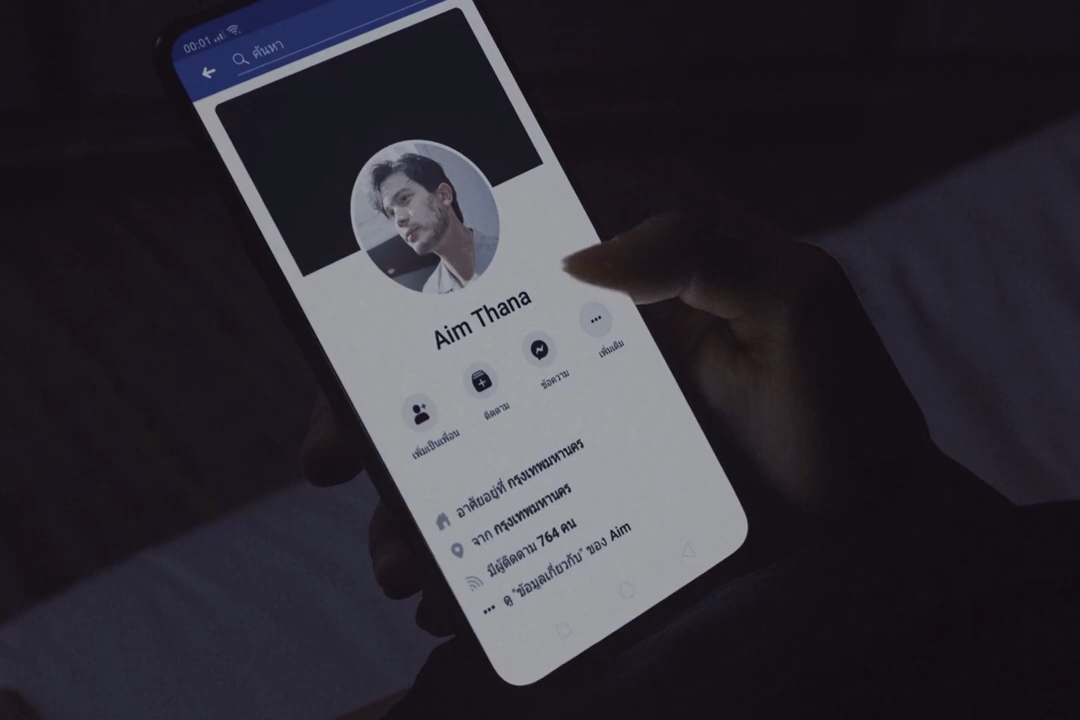 00:01
ค้นหา
Aim Thana
เพิ่มเป็นเพื่อน
ติดตาม
ข้อความ
เพิ่มเติม
อาศัยอยู่ที่ กรุงเทพมหานคร
จาก กรุงเทพมหานคร
มีผู้ติดตาม 764 คน
ดู "ข้อมูลเกี่ยวกับ" ของ Aim